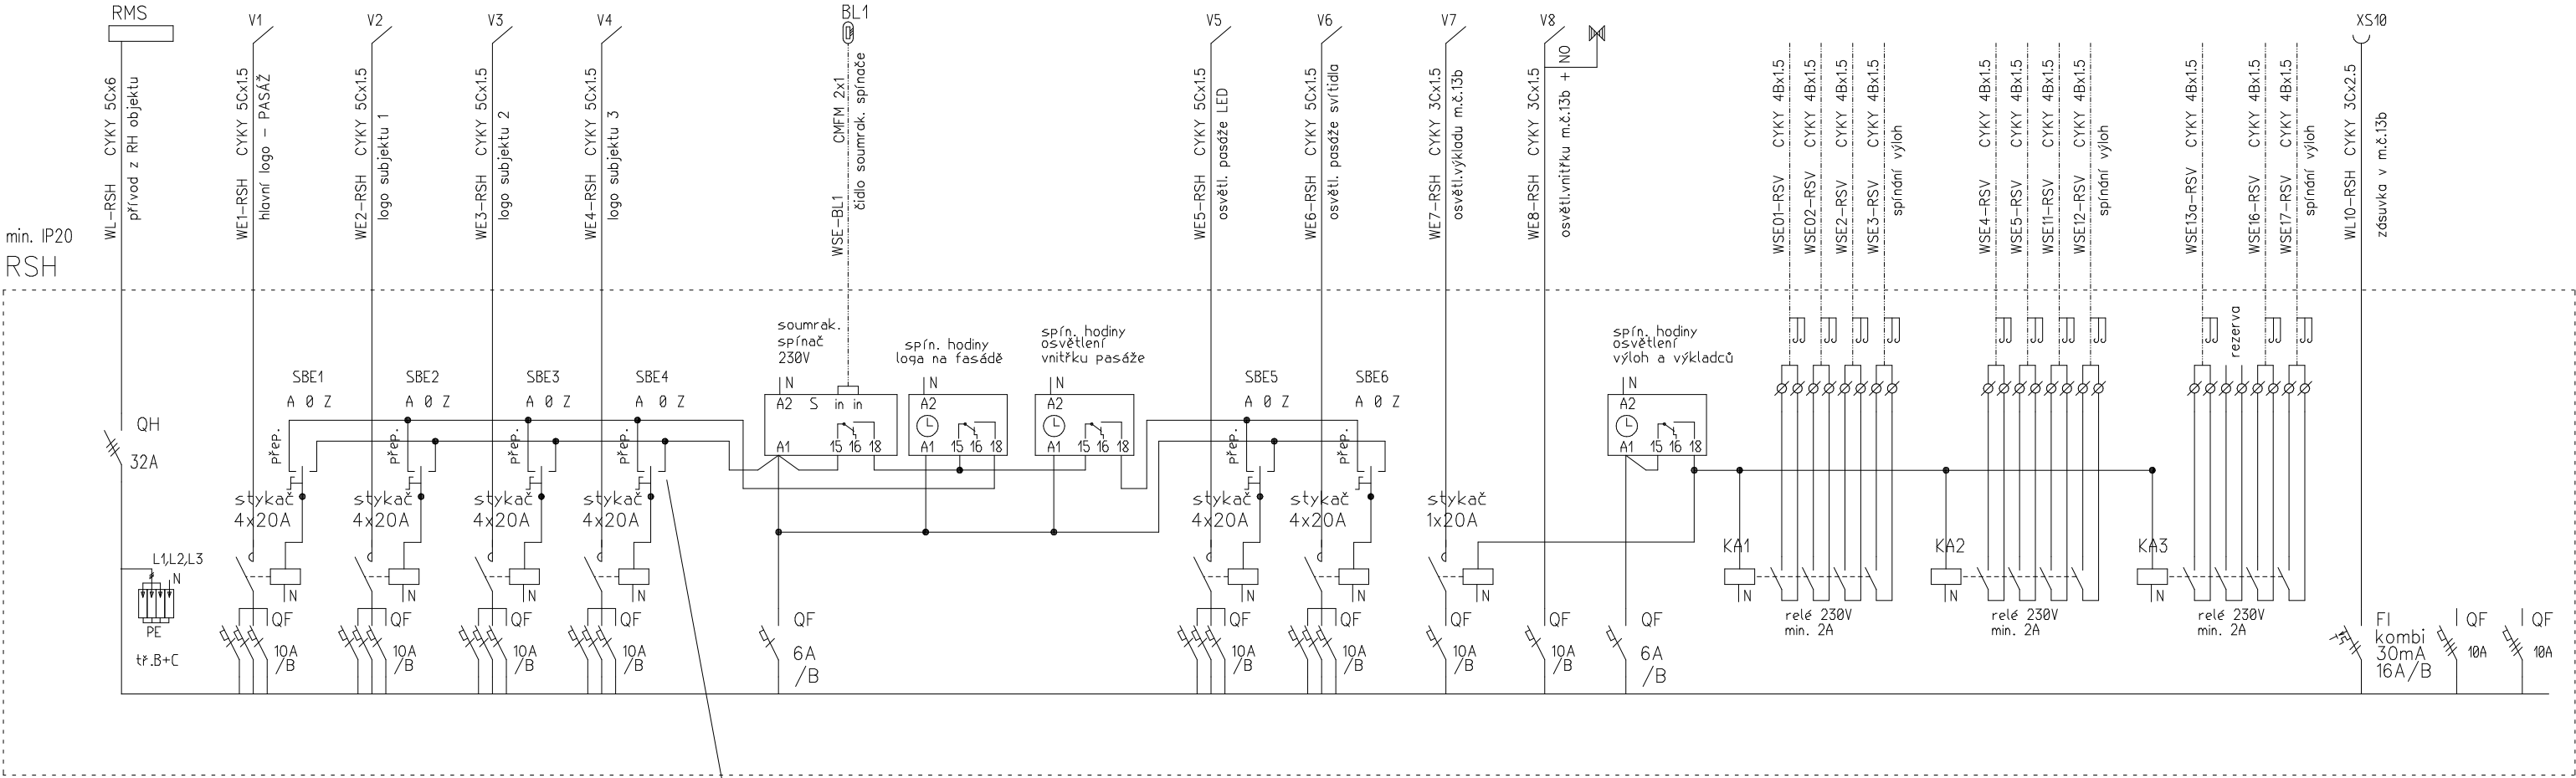 RMS
V1
V2
V3
V4
BL1
V5
V6
V7
V8
XS10
WL-RSH CYKY 5Cx6
přívod z RH objektu
WE1-RSH CYKY 5Cx1.5
hlavní logo - PASÁŽ
WE2-RSH CYKY 5Cx1.5
logo subjektu 1
WE3-RSH CYKY 5Cx1.5
logo subjektu 2
WE4-RSH CYKY 5Cx1.5
logo subjektu 3
WSE-BL1 CMFM 2x1
čidlo soumrak. spínače
WE5-RSH CYKY 5Cx1.5
osvětl. pasáže LED
WE6-RSH CYKY 5Cx1.5
osvětl. pasáže svítidla
WE7-RSH CYKY 3Cx1.5
osvětl.výkladu m.č.13b
WE8-RSH CYKY 3Cx1.5
osvětl.vnitřku m.č.13b + NO
WSE01-RSV CYKY 4Bx1.5
WSE02-RSV CYKY 4Bx1.5
WSE2-RSV CYKY 4Bx1.5
WSE3-RSV CYKY 4Bx1.5
spínání výloh
WSE4-RSV CYKY 4Bx1.5
WSE5-RSV CYKY 4Bx1.5
WSE11-RSV CYKY 4Bx1.5
WSE12-RSV CYKY 4Bx1.5
spínání výloh
WSE13a-RSV CYKY 4Bx1.5
WSE16-RSV CYKY 4Bx1.5
WSE17-RSV CYKY 4Bx1.5
spínání výloh
WL10-RSH CYKY 3Cx2.5
zásuvka v m.č.13b
min. IP20
RSH
soumrak.
spínač
230V
spín. hodiny
loga na fasádě
spín. hodiny
osvětlení
vnitřku pasáže
spín. hodiny
osvětlení
výloh a výkladců
rezerva
SBE1
A 0 Z
SBE2
A 0 Z
SBE3
A 0 Z
SBE4
A 0 Z
SBE5
A 0 Z
SBE6
A 0 Z
N
A2 S in in
A1 15 16 18
N
A2
A1 15 16 18
N
A2
A1 15 16 18
N
A2
A1 15 16 18
QH
32A
přep.
přep.
přep.
přep.
přep.
přep.
stykač
4x20A
stykač
4x20A
stykač
4x20A
stykač
4x20A
stykač
4x20A
stykač
4x20A
stykač
1x20A
KA1
KA2
KA3
L1,L2,L3
N
PE
tř.B+C
N
N
N
N
N
N
N
N
N
N
QF
10A
/B
QF
10A
/B
QF
10A
/B
QF
10A
/B
QF
6A
/B
QF
10A
/B
QF
10A
/B
QF
10A
/B
QF
10A
/B
QF
6A
/B
relé 230V
min. 2A
relé 230V
min. 2A
relé 230V
min. 2A
FI
kombi
30mA
16A/B
QF
10A
QF
10A